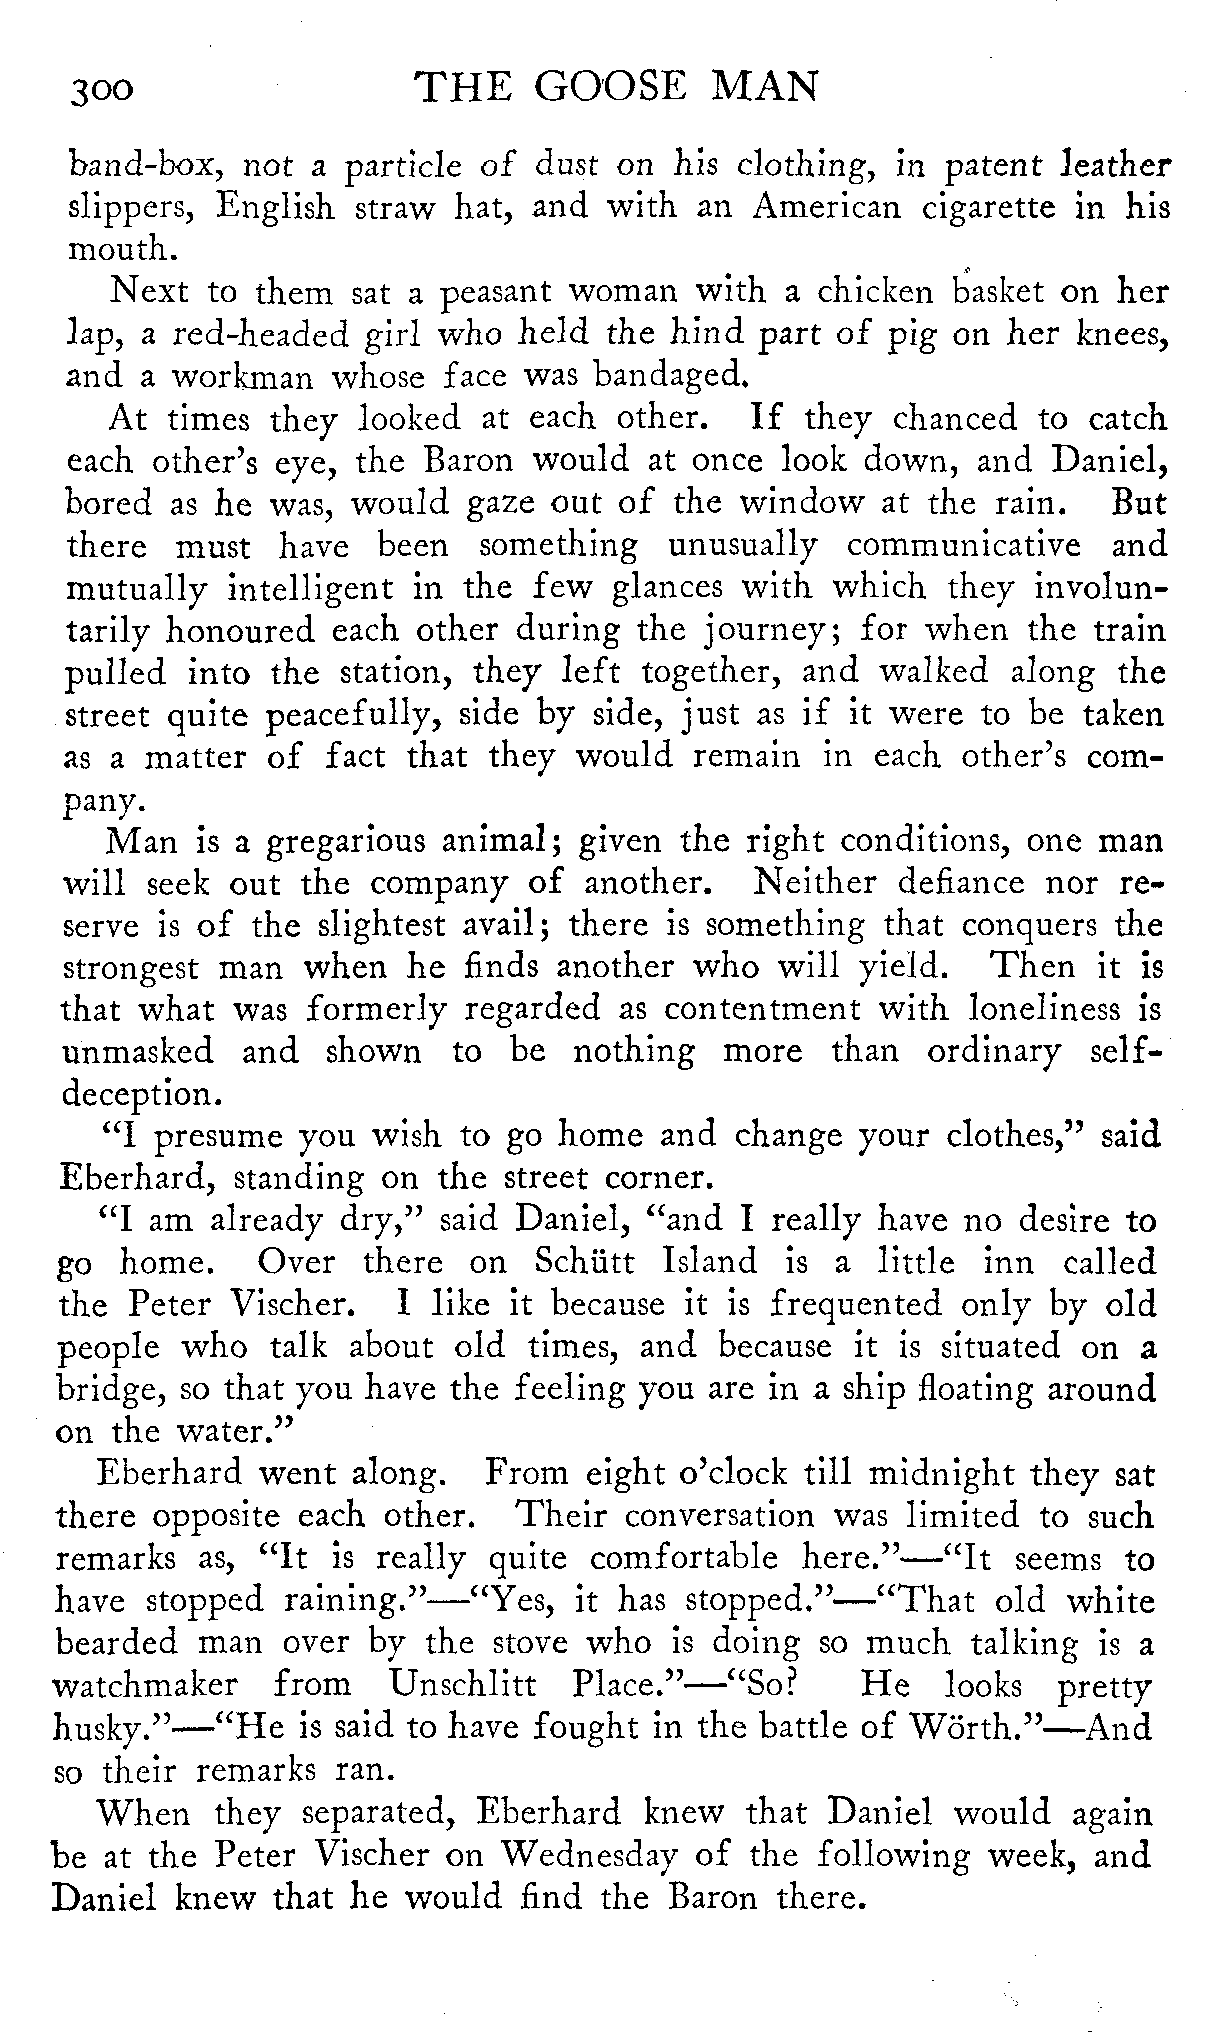 300 THE GOOSE MAN
band-box, not a particle of dust on his clothing, in patent leather
slippers, English straw hat, and with an American cigarette in his
mouth.
Next to them sat a peasant woman with a chicken basket on her
lap, a red-headed girl who held the hind part of pig on her knees,
and a workman whose face was bandaged.
At times they looked at each other. If they chanced to catch
each other's eye, the Baron would at once look down, and Daniel,
bored as he was, would gaze out of the window at the rain. But
there must have been something unusually communicative and
mutually intelligent in the few glances with which they involun-
tarily honoured each other during the journey; for when the train
pulled into the station, they left together, and walked along the
street quite peacefully, side by side, just as if it were to be taken
as a matter of fact that they would remain in each other's com-
pany.
Man is a gregarious animal; given the right conditions, one man
will seek out the company of another. Neither defiance nor re-
serve is of the slightest avail; there is something that conquers the
strongest man when he finds another who will yield. Then it is
that what was formerly regarded as contentment with loneliness is
unmasked and shown to be nothing more than ordinary self-
deception.
"I presume you wish to go home and change your clothes," said
Eberhard, standing on the street corner.
"I am already dry," said Daniel, "and I really have no desire to
go home. Over there on Schütt Island is a little inn called
the Peter Vischer. I like it because it is frequented only by old
people who talk about old times, and because it is situated on a
bridge, so that you have the feeling you are in a ship floating around
on the water."
Eberhard went along. From eight o'clock till midnight they sat
there opposite each other. Their conversation was limited to such
remarks as, "It is really quite comfortable here."—"It seems to
have stopped raining."—"Yes, it has stopped."—"That old white
bearded man over by the stove who is doing so much talking is a
watchmaker from Unschlitt Place."—"So? He looks pretty
husky."—"He is said to have fought in the battle of Wörth."—And
so their remarks ran.
When they separated, Eberhard knew that Daniel would again
be at the Peter Vischer on Wednesday of the following week, and
Daniel knew that he would find the Baron there.